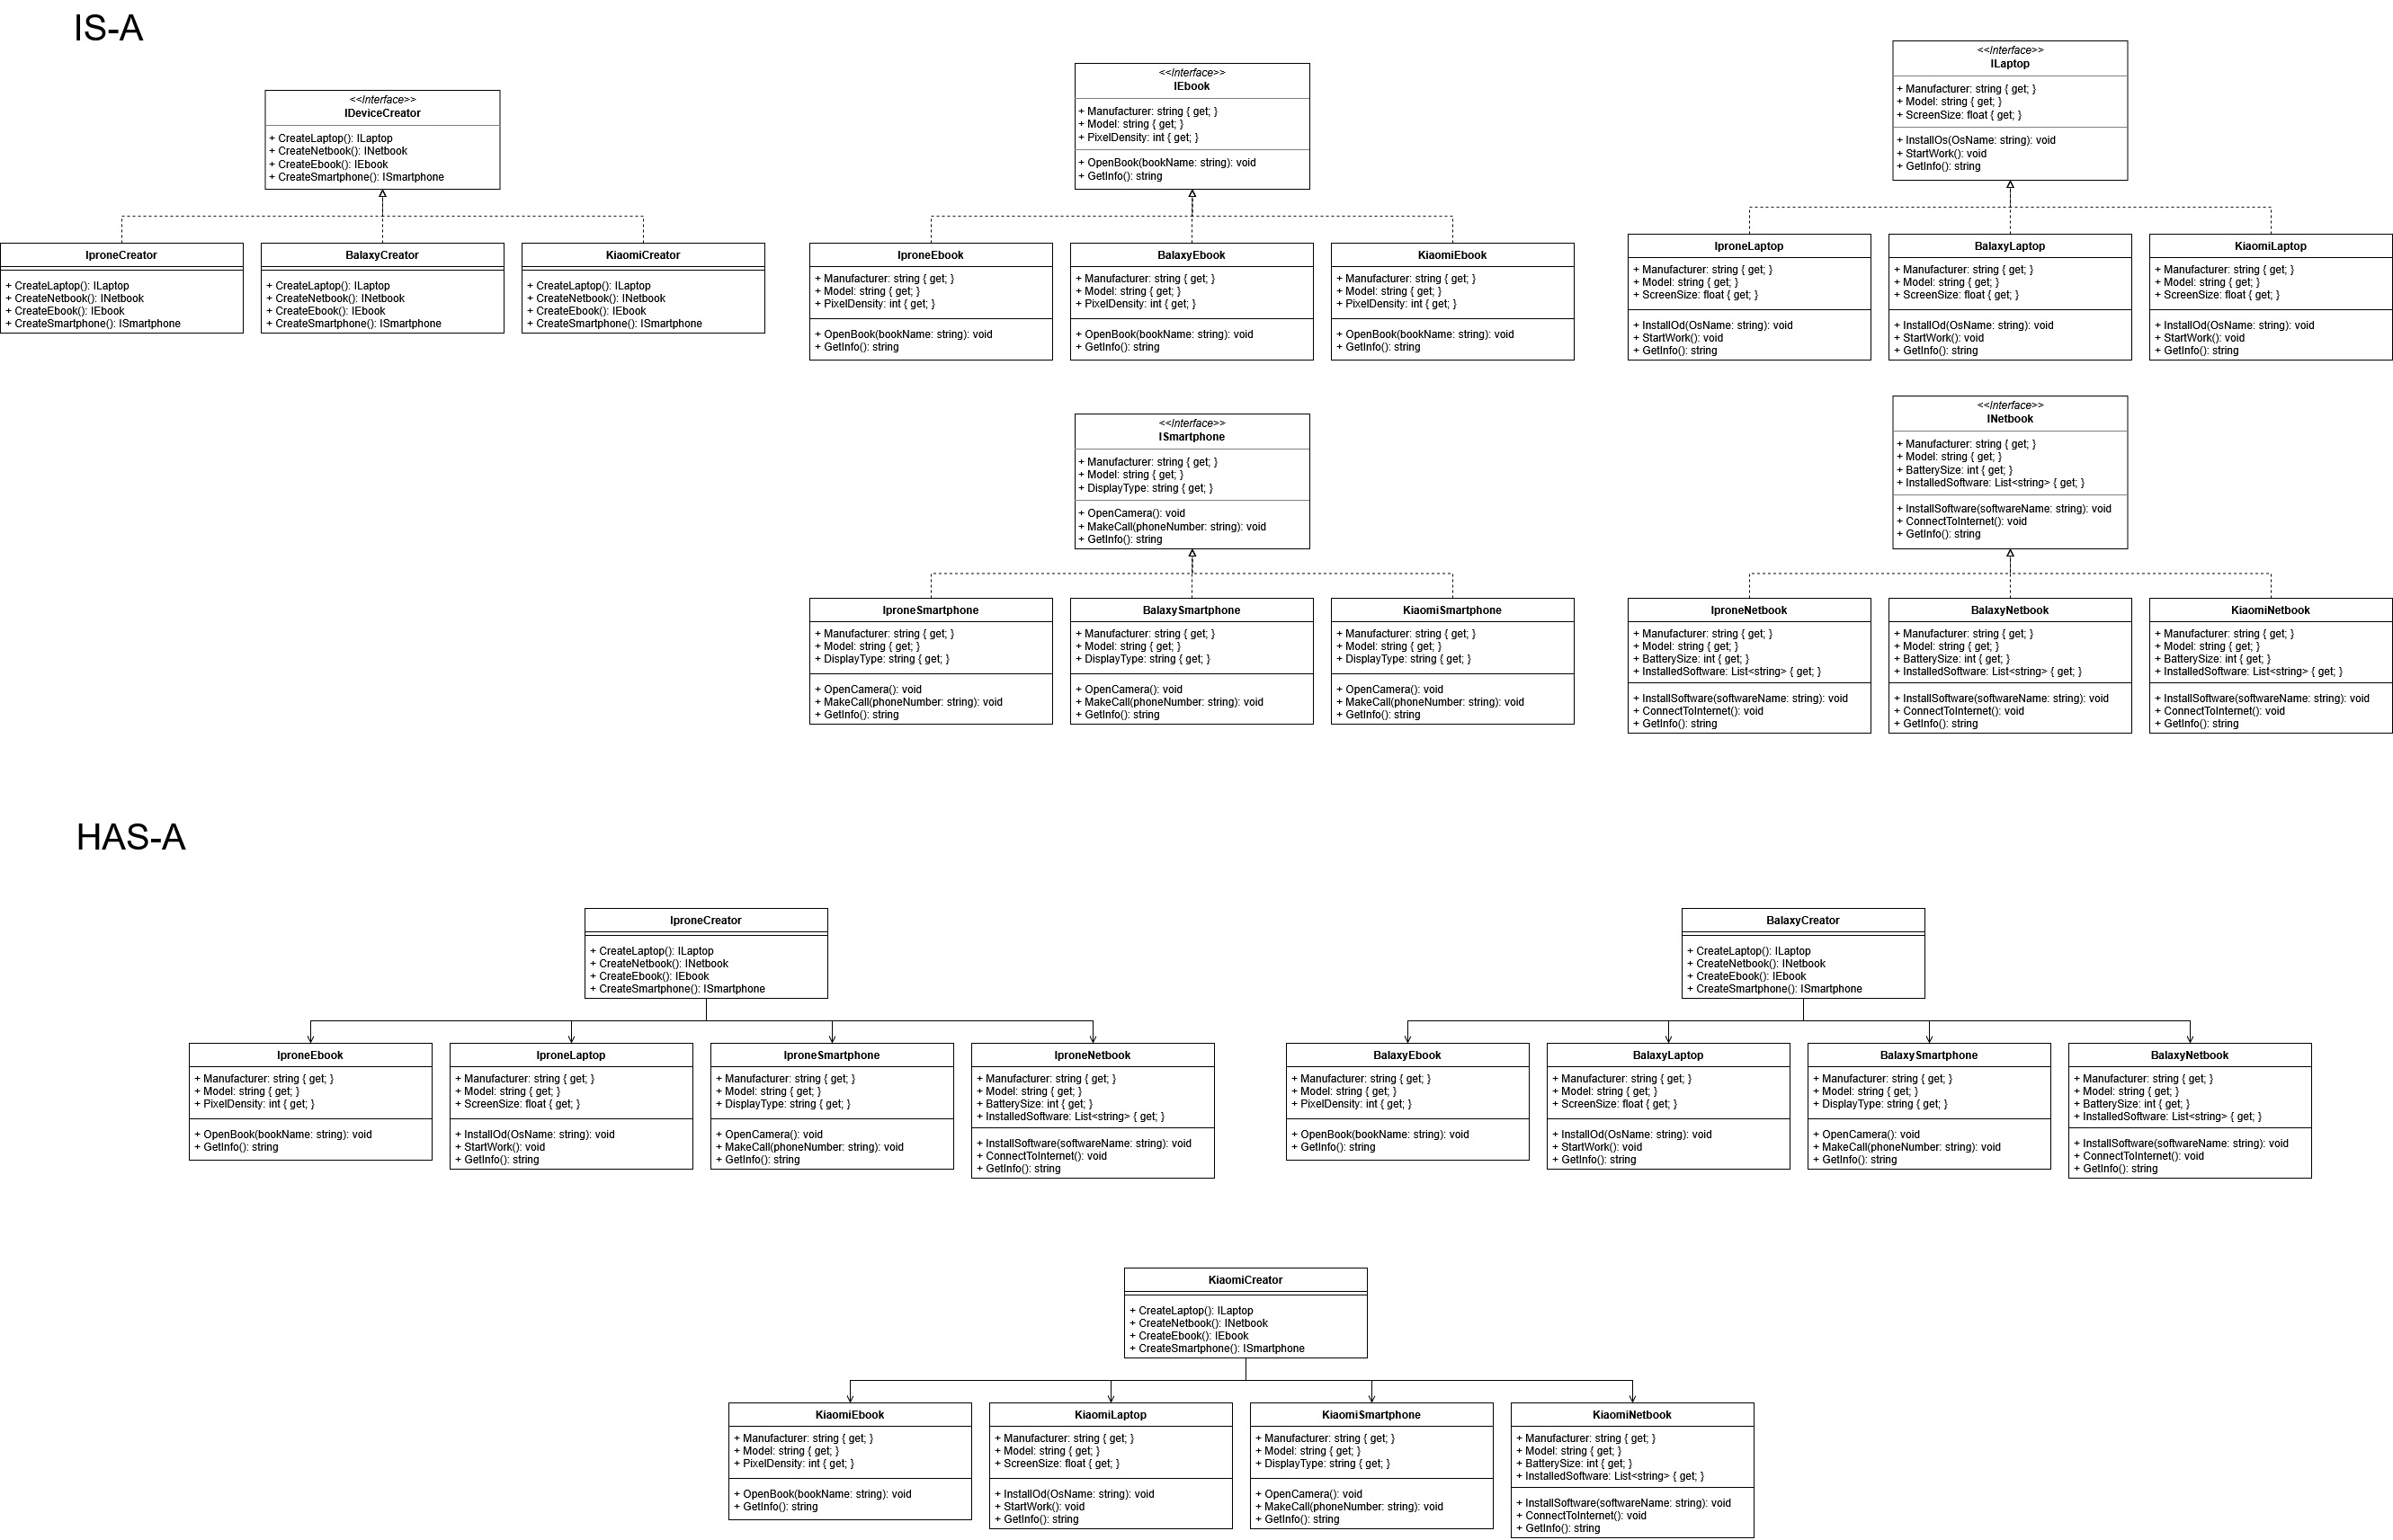 IS-A
<<Interface>>
IDeviceCreator
+ CreateLaptop(): ILaptop
+ CreateNetbook(): INetbook
+ CreateEbook(): IEbook
+ CreateSmartphone(): ISmartphone
IproneCreator
+ CreateLaptop(): ILaptop
+ CreateNetbook(): INetbook
+ CreateEbook(): IEbook
+ CreateSmartphone(): ISmartphone
BalaxyCreator
+ CreateLaptop(): ILaptop
+ CreateNetbook(): INetbook
+ CreateEbook(): IEbook
+ CreateSmartphone(): ISmartphone
KiaomiCreator
+ CreateLaptop(): ILaptop
+ CreateNetbook(): INetbook
+ CreateEbook(): IEbook
+ CreateSmartphone(): ISmartphone
<<Interface>>
IEbook
+ Manufacturer: string { get; }
+ Model: string { get; }
+ PixelDensity: int { get; }
+ OpenBook(bookName: string): void
+ GetInfo(): string
IproneEbook
+ Manufacturer: string { get; }
+ Model: string { get; }
+ PixelDensity: int { get; }
+ OpenBook(bookName: string): void
+ GetInfo(): string
BalaxyEbook
+ Manufacturer: string { get; }
+ Model: string { get; }
+ PixelDensity: int { get; }
+ OpenBook(bookName: string): void
+ GetInfo(): string
KiaomiEbook
+ Manufacturer: string { get; }
+ Model: string { get; }
+ PixelDensity: int { get; }
+ OpenBook(bookName: string): void
+ GetInfo(): string
<<Interface>>
ILaptop
+ Manufacturer: string { get; }
+ Model: string { get; }
+ ScreenSize: float { get; }
+ InstallOs(OsName: string): void
+ StartWork(): void
+ GetInfo(): string
IproneLaptop
+ Manufacturer: string { get; }
+ Model: string { get; }
+ ScreenSize: float { get; }
+ InstallOd(OsName: string): void
+ StartWork(): void
+ GetInfo(): string
BalaxyLaptop
+ Manufacturer: string { get; }
+ Model: string { get; }
+ ScreenSize: float { get; }
+ InstallOd(OsName: string): void
+ StartWork(): void
+ GetInfo(): string
KiaomiLaptop
+ Manufacturer: string { get; }
+ Model: string { get; }
+ ScreenSize: float { get; }
+ InstallOd(OsName: string): void
+ StartWork(): void
+ GetInfo(): string
<<Interface>>
ISmartphone
+ Manufacturer: string { get; }
+ Model: string { get; }
+ DisplayType: string { get; }
+ OpenCamera(): void
+ MakeCall(phoneNumber: string): void
+ GetInfo(): string
IproneSmartphone
+ Manufacturer: string { get; }
+ Model: string { get; }
+ DisplayType: string { get; }
+ OpenCamera(): void
+ MakeCall(phoneNumber: string): void
+ GetInfo(): string
BalaxySmartphone
+ Manufacturer: string { get; }
+ Model: string { get; }
+ DisplayType: string { get; }
+ OpenCamera(): void
+ MakeCall(phoneNumber: string): void
+ GetInfo(): string
KiaomiSmartphone
+ Manufacturer: string { get; }
+ Model: string { get; }
+ DisplayType: string { get; }
+ OpenCamera(): void
+ MakeCall(phoneNumber: string): void
+ GetInfo(): string
<<Interface>>
INetbook
+ Manufacturer: string { get; }
+ Model: string { get; }
+ BatterySize: int { get; }
+ InstalledSoftware: List<string> { get; }
+ InstallSoftware(softwareName: string): void
+ ConnectToInternet(): void
+ GetInfo(): string
IproneNetbook
+ Manufacturer: string { get; }
+ Model: string { get; }
+ BatterySize: int { get; }
+ InstalledSoftware: List<string> { get; }
+ InstallSoftware(softwareName: string): void
+ ConnectToInternet(): void
+ GetInfo(): string
BalaxyNetbook
+ Manufacturer: string { get; }
+ Model: string { get; }
+ BatterySize: int { get; }
+ InstalledSoftware: List<string> { get; }
+ InstallSoftware(softwareName: string): void
+ ConnectToInternet(): void
+ GetInfo(): string
KiaomiNetbook
+ Manufacturer: string { get; }
+ Model: string { get; }
+ BatterySize: int { get; }
+ InstalledSoftware: List<string> { get; }
+ InstallSoftware(softwareName: string): void
+ ConnectToInternet(): void
+ GetInfo(): string
HAS-A
IproneCreator
+ CreateLaptop(): ILaptop
+ CreateNetbook(): INetbook
+ CreateEbook(): IEbook
+ CreateSmartphone(): ISmartphone
IproneEbook
+ Manufacturer: string { get; }
+ Model: string { get; }
+ PixelDensity: int { get; }
+ OpenBook(bookName: string): void
+ GetInfo(): string
IproneLaptop
+ Manufacturer: string { get; }
+ Model: string { get; }
+ ScreenSize: float { get; }
+ InstallOd(OsName: string): void
+ StartWork(): void
+ GetInfo(): string
IproneSmartphone
+ Manufacturer: string { get; }
+ Model: string { get; }
+ DisplayType: string { get; }
+ OpenCamera(): void
+ MakeCall(phoneNumber: string): void
+ GetInfo(): string
IproneNetbook
+ Manufacturer: string { get; }
+ Model: string { get; }
+ BatterySize: int { get; }
+ InstalledSoftware: List<string> { get; }
+ InstallSoftware(softwareName: string): void
+ ConnectToInternet(): void
+ GetInfo(): string
BalaxyCreator
+ CreateLaptop(): ILaptop
+ CreateNetbook(): INetbook
+ CreateEbook(): IEbook
+ CreateSmartphone(): ISmartphone
BalaxyEbook
+ Manufacturer: string { get; }
+ Model: string { get; }
+ PixelDensity: int { get; }
+ OpenBook(bookName: string): void
+ GetInfo(): string
BalaxyLaptop
+ Manufacturer: string { get; }
+ Model: string { get; }
+ ScreenSize: float { get; }
+ InstallOd(OsName: string): void
+ StartWork(): void
+ GetInfo(): string
BalaxySmartphone
+ Manufacturer: string { get; }
+ Model: string { get; }
+ DisplayType: string { get; }
+ OpenCamera(): void
+ MakeCall(phoneNumber: string): void
+ GetInfo(): string
BalaxyNetbook
+ Manufacturer: string { get; }
+ Model: string { get; }
+ BatterySize: int { get; }
+ InstalledSoftware: List<string> { get; }
+ InstallSoftware(softwareName: string): void
+ ConnectToInternet(): void
+ GetInfo(): string
KiaomiCreator
+ CreateLaptop(): ILaptop
+ CreateNetbook(): INetbook
+ CreateEbook(): IEbook
+ CreateSmartphone(): ISmartphone
KiaomiEbook
+ Manufacturer: string { get; }
+ Model: string { get; }
+ PixelDensity: int { get; }
+ OpenBook(bookName: string): void
+ GetInfo(): string
KiaomiLaptop
+ Manufacturer: string { get; }
+ Model: string { get; }
+ ScreenSize: float { get; }
+ InstallOd(OsName: string): void
+ StartWork(): void
+ GetInfo(): string
KiaomiSmartphone
+ Manufacturer: string { get; }
+ Model: string { get; }
+ DisplayType: string { get; }
+ OpenCamera(): void
+ MakeCall(phoneNumber: string): void
+ GetInfo(): string
KiaomiNetbook
+ Manufacturer: string { get; }
+ Model: string { get; }
+ BatterySize: int { get; }
+ InstalledSoftware: List<string> { get; }
+ InstallSoftware(softwareName: string): void
+ ConnectToInternet(): void
+ GetInfo(): string